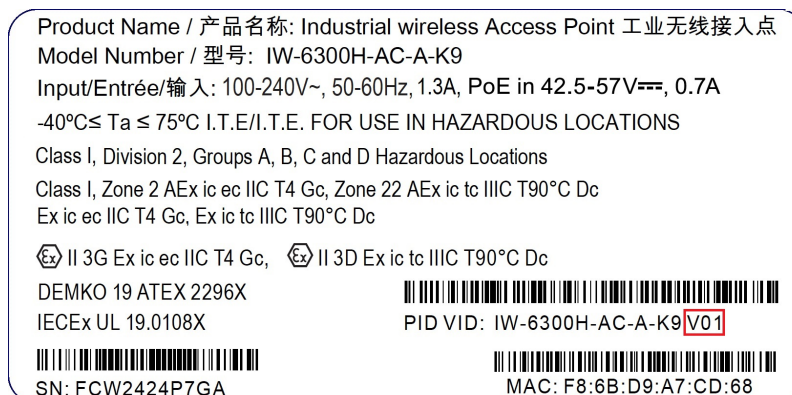 Product Name / 产品名称: Industrial wireless Access Point 工业无线接入点
Model Number / 型号: IW-6300H-AC-A-K9
Input/Entrée/输入: 100-240V~, 50-60Hz, 1.3A, PoE in 42.5-57V⎓, 0.7A
-40ºC≤ Ta ≤ 75ºC I.T.E/I.T.E. FOR USE IN HAZARDOUS LOCATIONS
Class I, Division 2, Groups A, B, C and D Hazardous Locations
Class I, Zone 2 AEx ic ec IIC T4 Gc, Zone 22 AEx ic tc IIIC T90°C Dc
Ex ic ec IIC T4 Gc, Ex ic tc IIIC T90°C Dc
Ex II 3G Ex ic ec IIC T4 Gc, Ex II 3D Ex ic tc IIIC T90°C Dc
DEMKO 19 ATEX 2296X
IECEx UL 19.0108X
PID VID: IW-6300H-AC-A-K9 V01
SN: FCW2424P7GA
MAC: F8:6B:D9:A7:CD:68